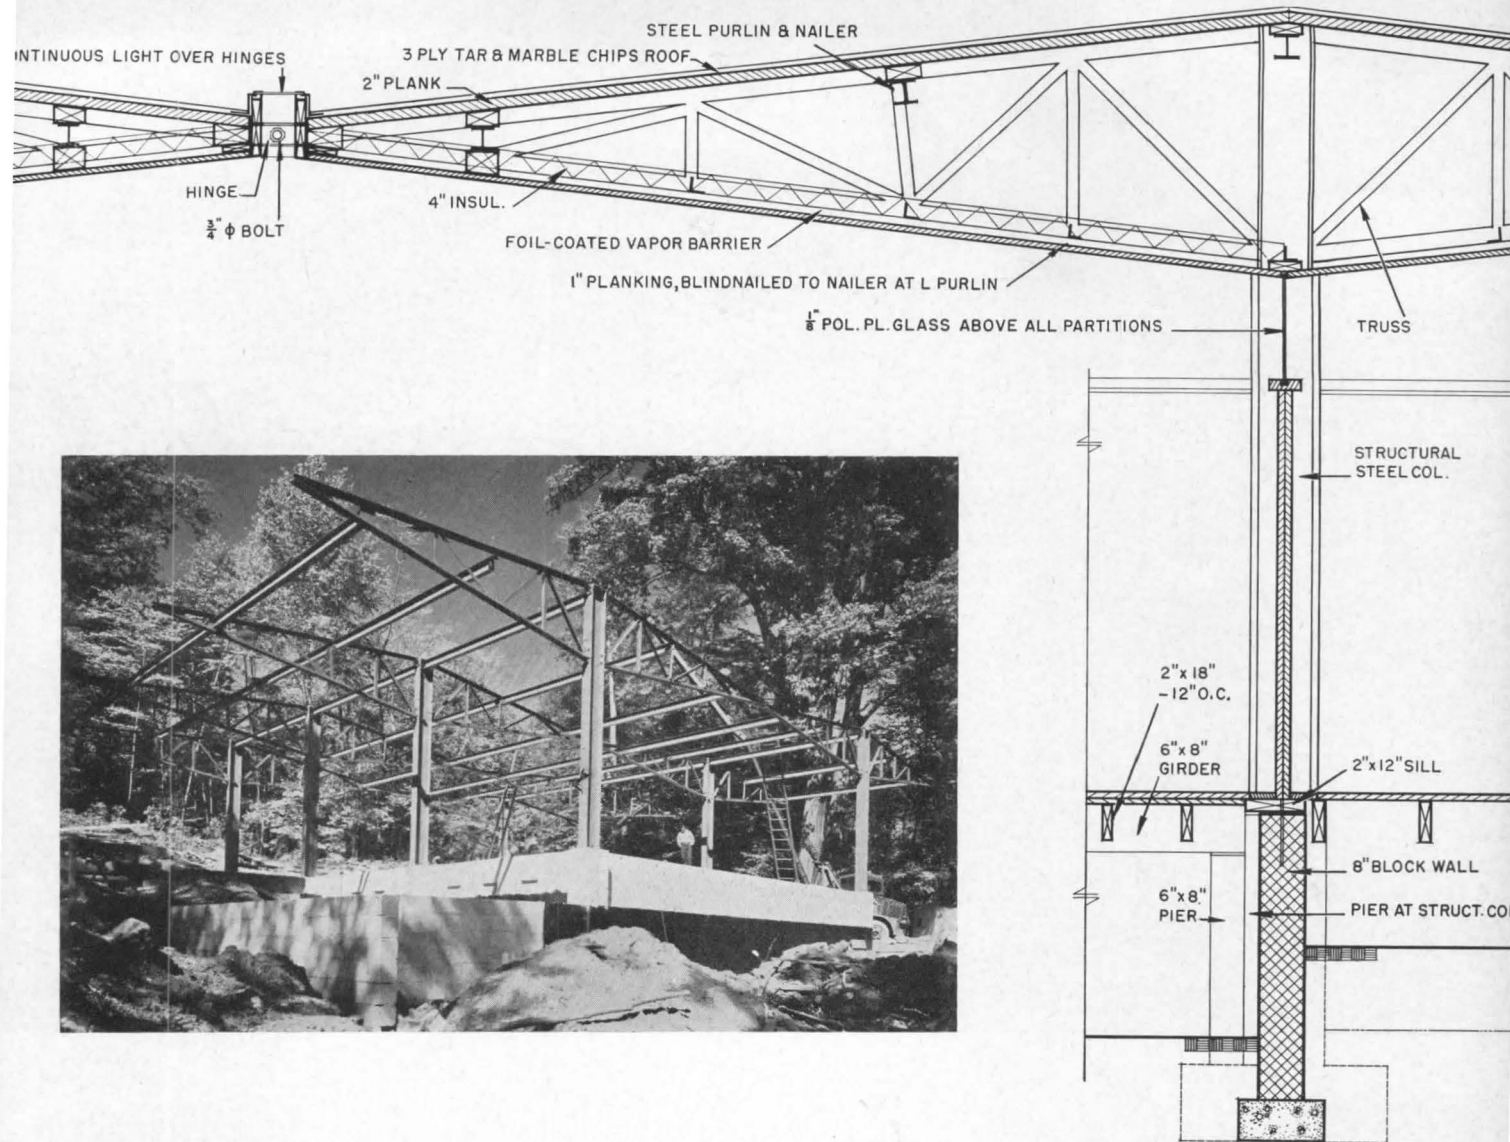 STEEL PURLIN & NAILER
ONTINUOUS LIGHT OVER HINGES
3 PLY TAR & MARBLE CHIPS ROOF
2" PLANK
HINGE
3/4" ϕ BOLT
4" INSUL.
FOIL-COATED VAPOR BARRIER
1" PLANKING, BLINDNAILED TO NAILER AT L PURLIN
1/8" POL. PL. GLASS ABOVE ALL PARTITIONS
TRUSS
STRUCTURAL
STEEL COL.
2" x 18"
-12" O.C.
6" x 8"
GIRDER
2" x 12" SILL
8" BLOCK WALL
6" x 8"
PIER
PIER AT STRUCT. CO